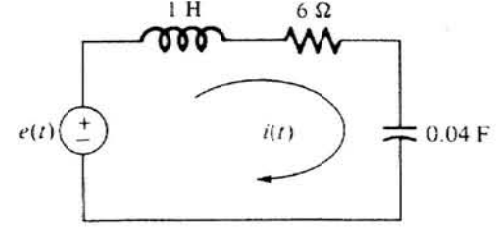 1 H
6 Ω
e(t)
+
−
i(t)
0.04 F